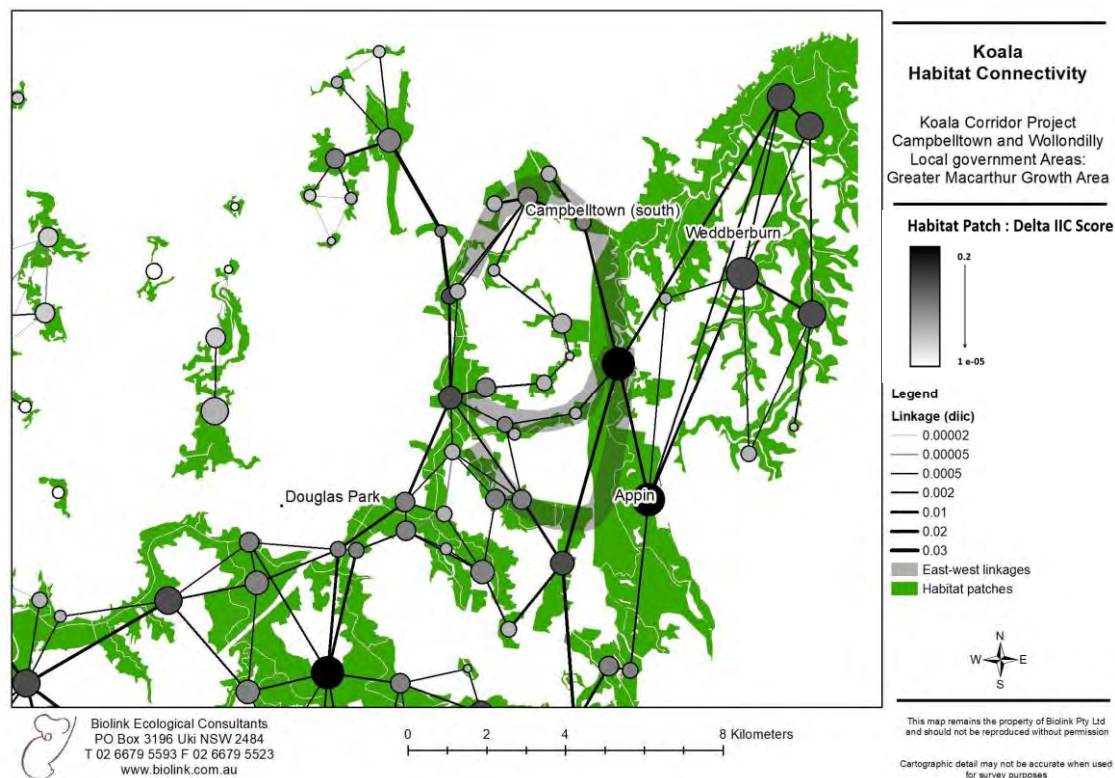 Koala
Habitat Connectivity
Koala Corridor Project
Campbelltown and Wollondilly
Local government Areas:
Greater Macarthur Growth Area
Habitat Patch : Delta IIC Score
0.2
1 e-05
Legend
Linkage (diic)
0.00002
0.00005
0.0005
0.002
0.01
0.02
0.03
East-west linkages
Habitat patches
N
W E
S
This map remains the property of Biolink Pty Ltd
and should not be reproduced without permission
Cartographic detail may not be accurate when used
for survey purposes
Campbelltown (south)
Weddberburn
Douglas Park
Appin
Biolink Ecological Consultants
PO Box 3196 Uki NSW 2484
T 02 6679 5593 F 02 6679 5523
www.biolink.com.au
0 2 4 8 Kilometers